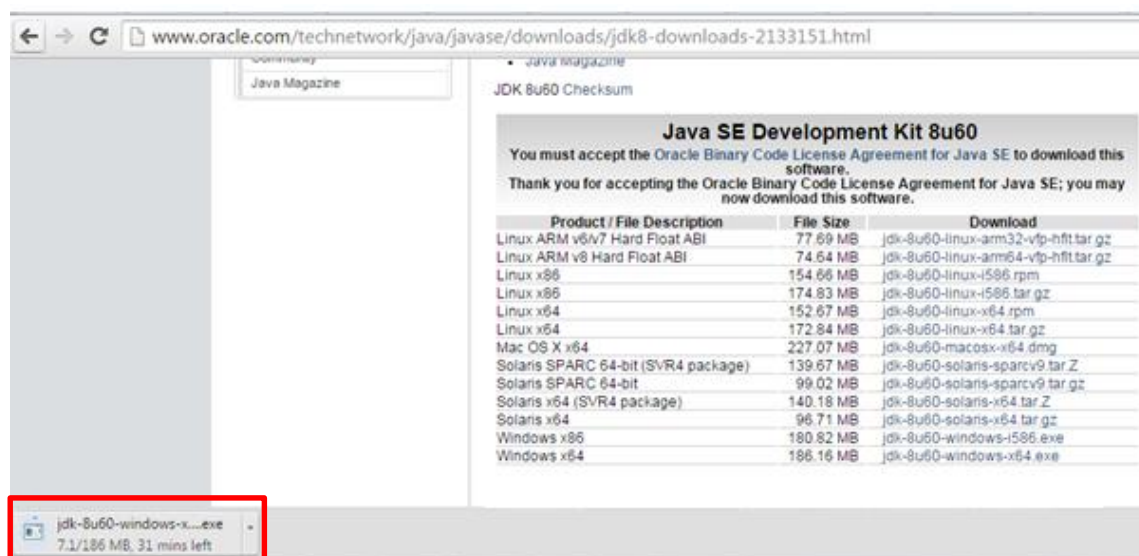 www.oracle.com/technetwork/java/javase/downloads/jdk8-downloads-2133151.html
Community
• Java Magazine
Java Magazine
JDK 8u60 Checksum
Java SE Development Kit 8u60
You must accept the Oracle Binary Code License Agreement for Java SE to download this
software.
Thank you for accepting the Oracle Binary Code License Agreement for Java SE; you may
now download this software.
Product / File Description File Size Download
Linux ARM v6/v7 Hard Float ABI 77.69 MB jdk-8u60-linux-arm32-vfp-hflt.tar.gz
Linux ARM v8 Hard Float ABI 74.64 MB jdk-8u60-linux-arm64-vfp-hflt.tar.gz
Linux x86 154.66 MB jdk-8u60-linux-i586.rpm
Linux x86 174.83 MB jdk-8u60-linux-i586.tar.gz
Linux x64 152.67 MB jdk-8u60-linux-x64.rpm
Linux x64 172.84 MB jdk-8u60-linux-x64.tar.gz
Mac OS X x64 227.07 MB jdk-8u60-macosx-x64.dmg
Solaris SPARC 64-bit (SVR4 package) 139.67 MB jdk-8u60-solaris-sparcv9.tar.Z
Solaris SPARC 64-bit 99.02 MB jdk-8u60-solaris-sparcv9.tar.gz
Solaris x64 (SVR4 package) 140.18 MB jdk-8u60-solaris-x64.tar.Z
Solaris x64 96.71 MB jdk-8u60-solaris-x64.tar.gz
Windows x86 180.82 MB jdk-8u60-windows-i586.exe
Windows x64 186.16 MB jdk-8u60-windows-x64.exe
jdk-8u60-windows-x....exe
7.1/186 MB, 31 mins left